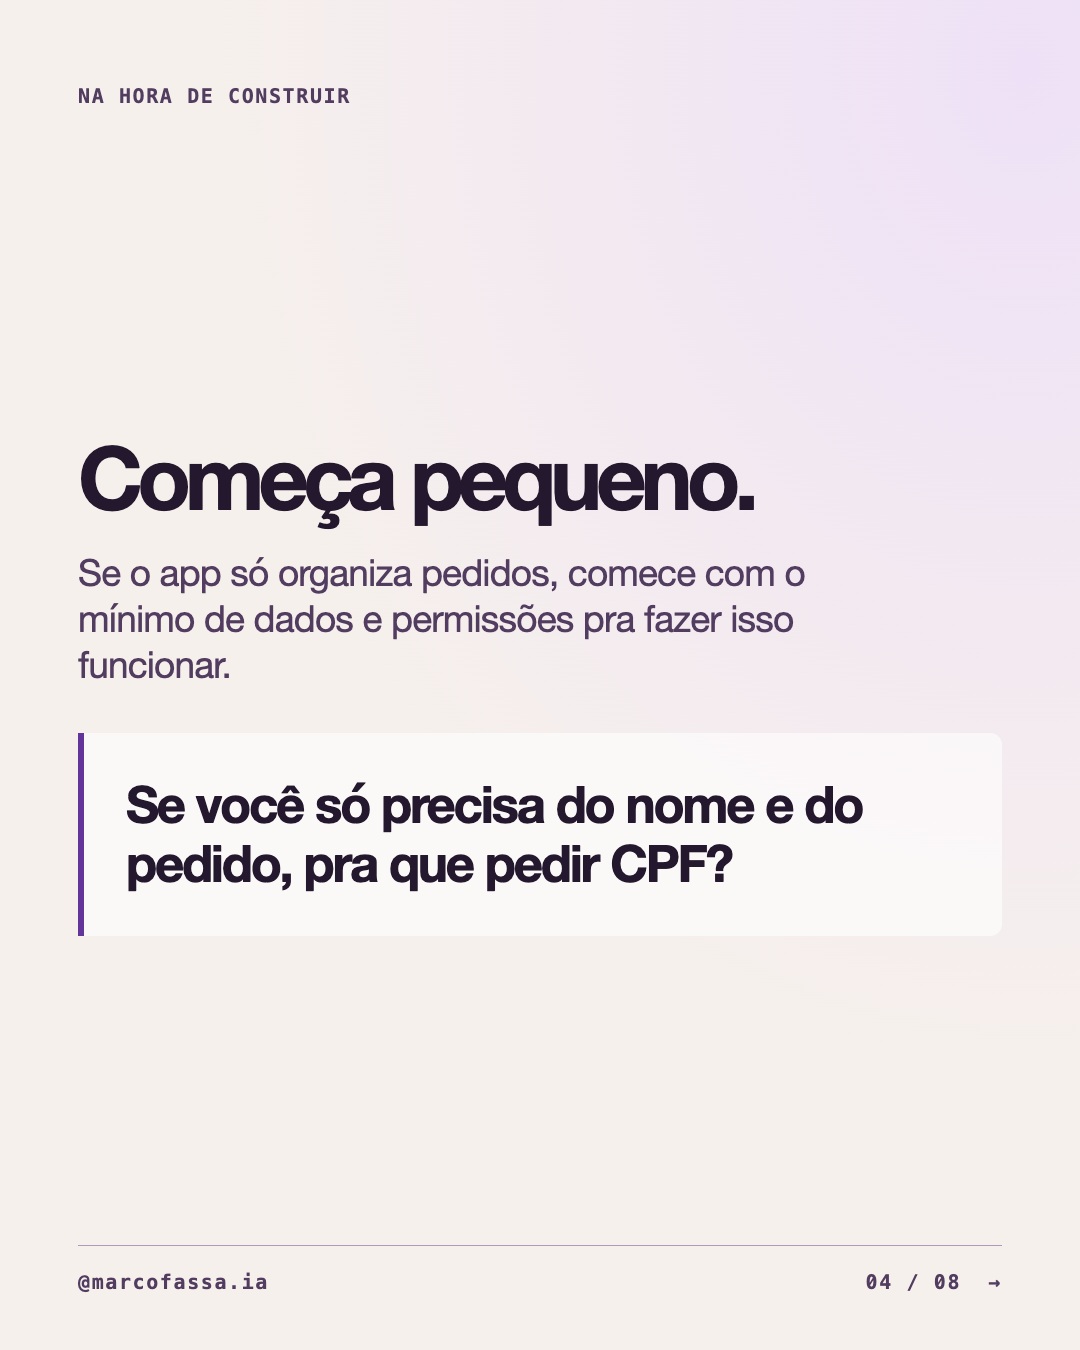 NA HORA DE CONSTRUIR
Começa pequeno.
Se o app só organiza pedidos, comece com o
mínimo de dados e permissões pra fazer isso
funcionar.
Se você só precisa do nome e do
pedido, pra que pedir CPF?
@marcofassa.ia
04 / 08 →